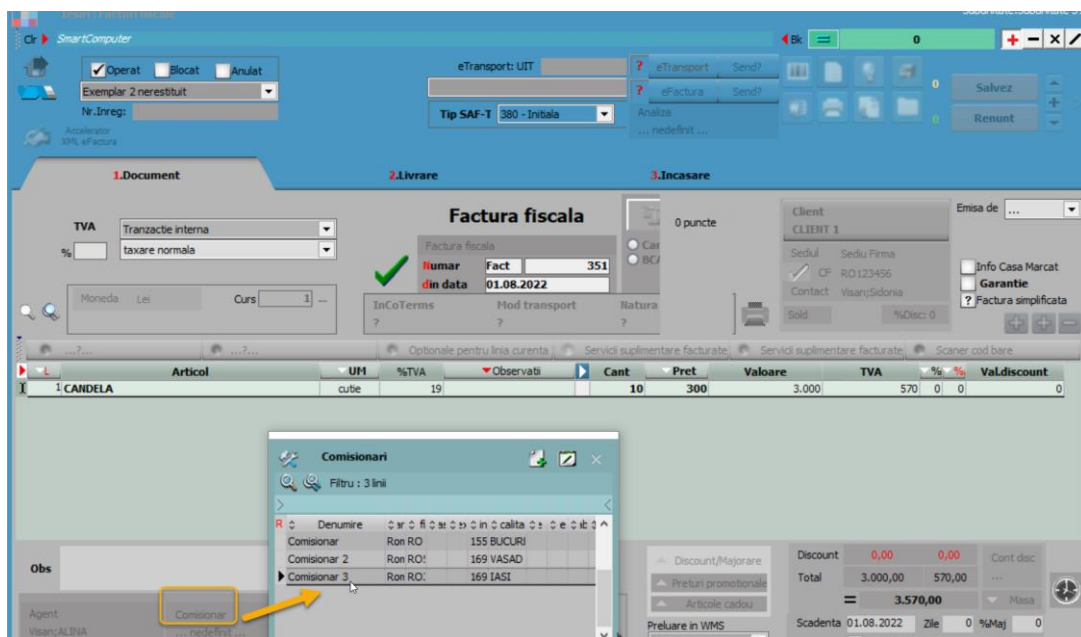 Clr SmartComputer Bk 0
Operat Blocat Anulat
eTransport: UIT
? eTransport Send?
Exemplar 2 nerestituit
? eFactura Send?
0 Salvez
Nr.Inreg:
Tip SAF-T 380 - Initiala
Analiza
... nedefinit ...
0 Renunt
Accelerator
XML eFactura
1.Document 2.Livrare 3.Incasare
Factura fiscala
0 puncte
Client
CLIENT 1
Emisa de ...
TVA Tranzactie interna
% taxare normala
Factura fiscala
Numar Fact 351
din data 01.08.2022
Car
BCA
Sediul Sediu Firma
CF RO123456
Contact Visan;Sidonia
Sold %Disc: 0
Info Casa Marcat
Garantie
? Factura simplificata
Moneda Lei Curs 1 ...
InCoTerms Mod transport Natura
? ? ?
...?... ...?... Optionale pentru linia curenta Servicii suplimentare facturate Servicii suplimentare facturate Scaner cod bare
L Articol UM %TVA Observatii Cant Pret Valoare TVA % % Val.discount
1 CANDELA cutie 19 10 300 3.000 570 0 0 0
Comisionari
Filtru : 3 linii
R Denumire
Comisionar Ron RO 155 BUCURI
Comisionar 2 169 VASAD
Comisionar 3 169 IASI
Obs
Agent Comisionar
Visan;ALINA ... nedefinit ...
Discount/Majorare
Preturi promotionale
Articole cadou
Preluare in WMS
Discount 0,00 0,00 Cont disc
Total 3.000,00 570,00 ...
= 3.570,00 Masa
Scadenta 01.08.2022 Zile 0 %Maj 0